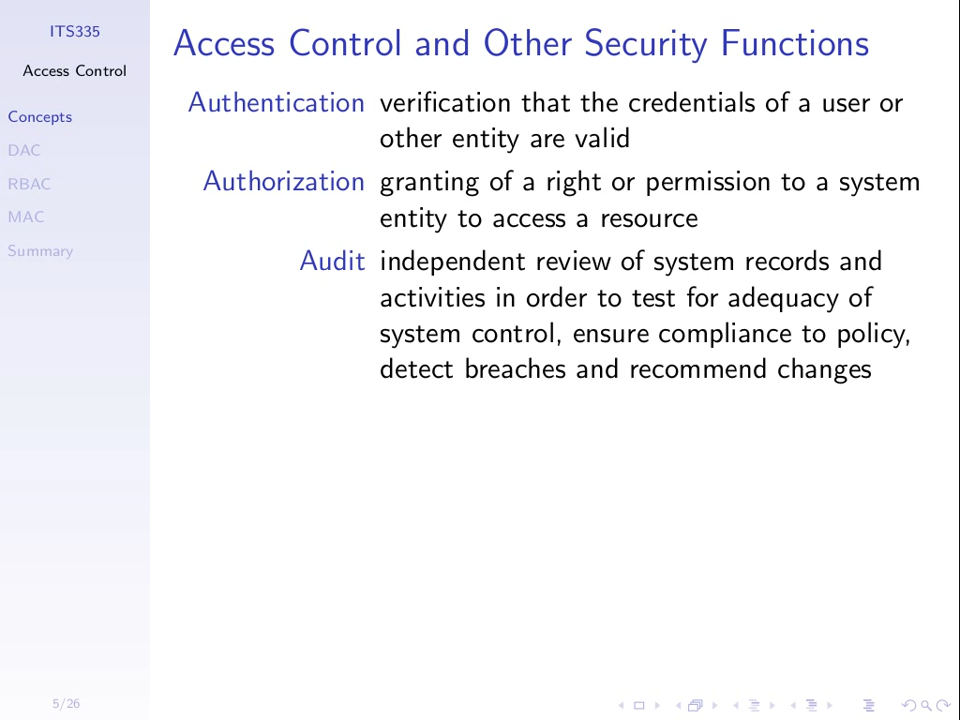 ITS335
Access Control
Concepts
DAC
RBAC
MAC
Summary
Access Control and Other Security Functions
Authentication verification that the credentials of a user or
other entity are valid
Authorization granting of a right or permission to a system
entity to access a resource
Audit independent review of system records and
activities in order to test for adequacy of
system control, ensure compliance to policy,
detect breaches and recommend changes
5/26